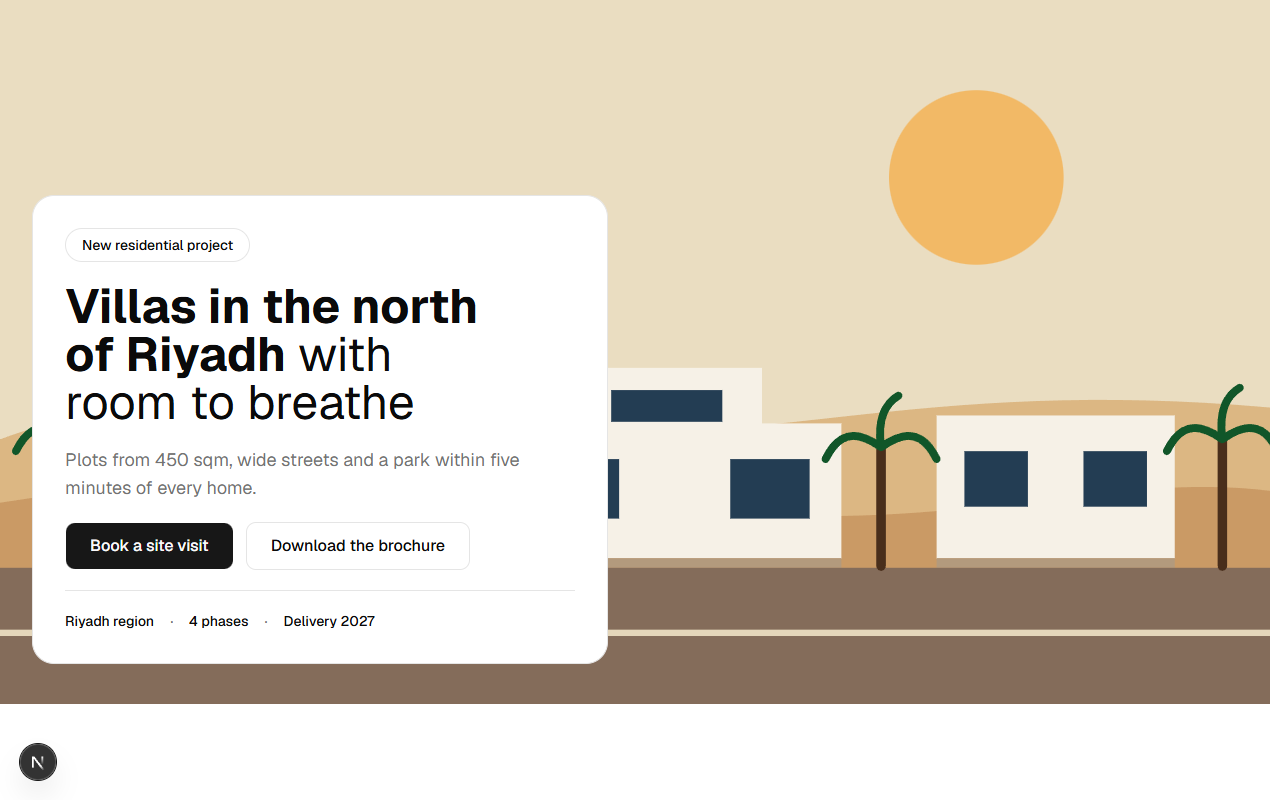 New residential project
Villas in the north
of Riyadh with
room to breathe
Plots from 450 sqm, wide streets and a park within five
minutes of every home.
Book a site visit
Download the brochure
Riyadh region · 4 phases · Delivery 2027
N